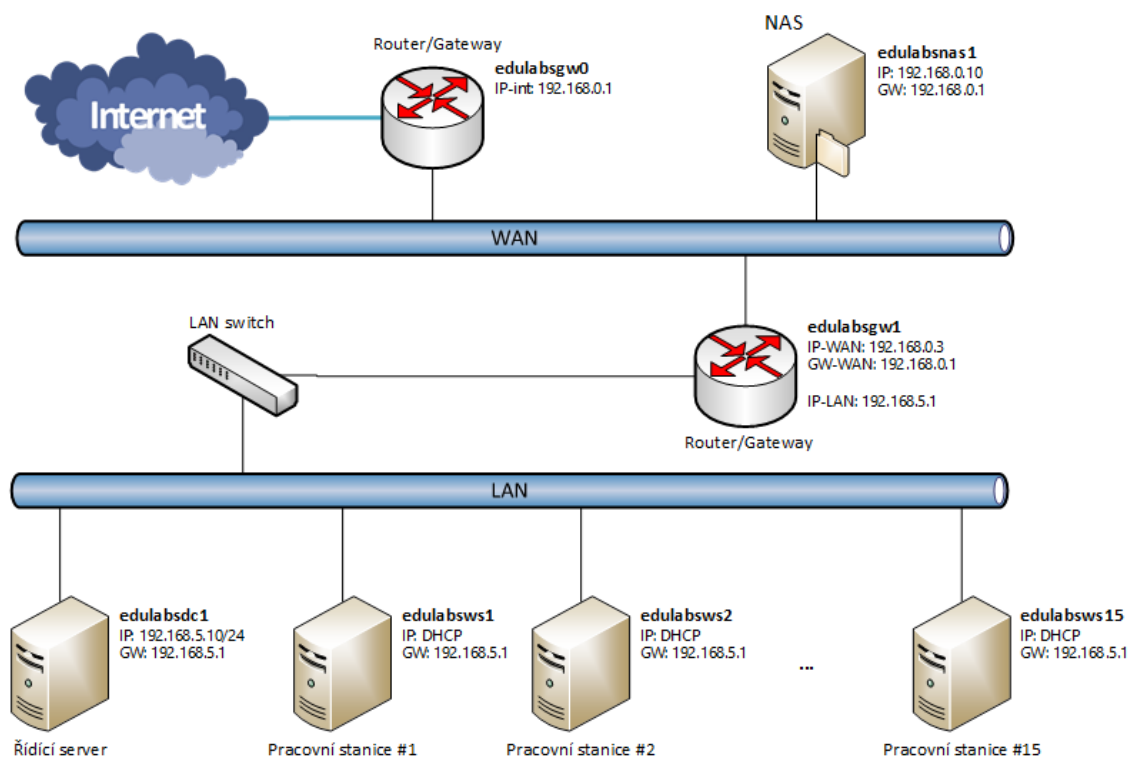 NAS
Router/Gateway
edulabsgw0
IP-int: 192.168.0.1
edulabsnas1
IP: 192.168.0.10
GW: 192.168.0.1
Internet
WAN
LAN switch
edulabsgw1
IP-WAN: 192.168.0.3
GW-WAN: 192.168.0.1
IP-LAN: 192.168.5.1
Router/Gateway
LAN
edulabsdc1
IP: 192.168.5.10/24
GW: 192.168.5.1
edulabsws1
IP: DHCP
GW: 192.168.5.1
edulabsws2
IP: DHCP
GW: 192.168.5.1
...
edulabsws15
IP: DHCP
GW: 192.168.5.1
Řídící server
Pracovní stanice #1
Pracovní stanice #2
Pracovní stanice #15